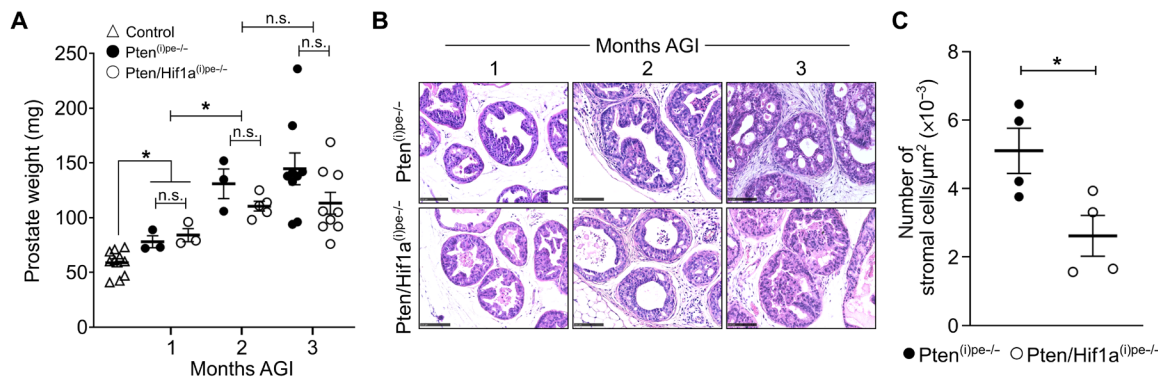 A
△ Control
● Pten(i)pe-/-
○ Pten/Hif1a(i)pe-/-
n.s.
n.s.
*
n.s.
*
n.s.
250
200
150
100
50
0
Prostate weight (mg)
1 2 3
Months AGI
B
Months AGI
1 2 3
Pten(i)pe-/-
Pten/Hif1a(i)pe-/-
C
Number of
stromal cells/µm² (×10⁻³)
8
6
4
2
0
*
● Pten(i)pe-/- ○ Pten/Hif1a(i)pe-/-